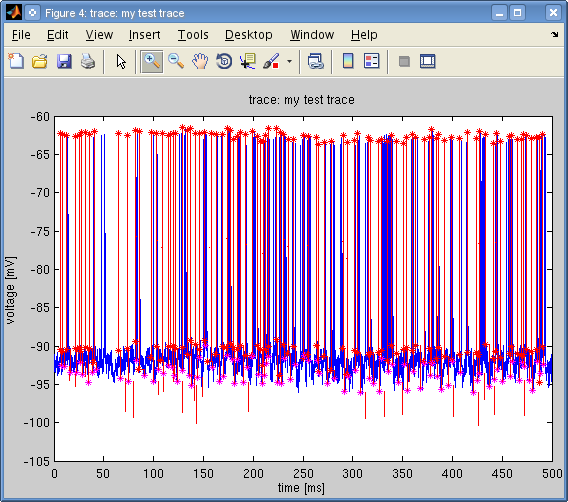 Figure 4: trace: my test trace
File Edit View Insert Tools Desktop Window Help
trace: my test trace
-60
-65
-70
-75
-80
-85
-90
-95
-100
-105
voltage [mV]
0 50 100 150 200 250 300 350 400 450 500
time [ms]